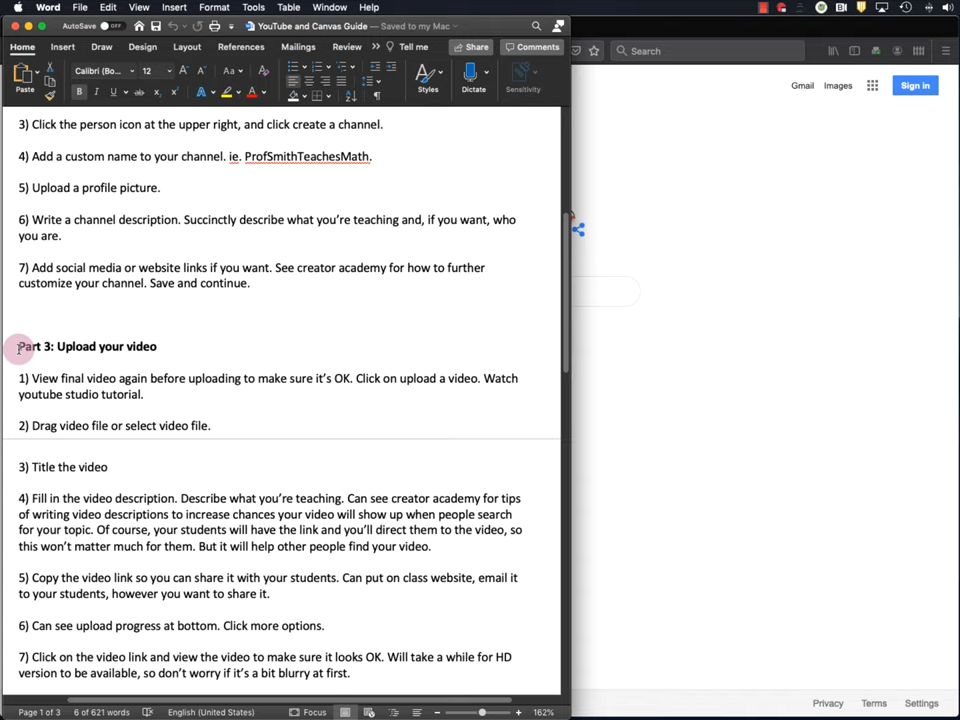 Word File Edit View Insert Format Tools Table Window Help
AutoSave OFF YouTube and Canvas Guide — Saved to my Mac
Home Insert Draw Design Layout References Mailings Review Tell me Share Comments
Search
Paste Calibri (Bo... 12 Aa Styles Dictate Sensitivity
B I U ab x x A A
Gmail Images Sign in
3) Click the person icon at the upper right, and click create a channel.
4) Add a custom name to your channel. ie. ProfSmithTeachesMath.
5) Upload a profile picture.
6) Write a channel description. Succinctly describe what you're teaching and, if you want, who
you are.
7) Add social media or website links if you want. See creator academy for how to further
customize your channel. Save and continue.
Part 3: Upload your video
1) View final video again before uploading to make sure it's OK. Click on upload a video. Watch
youtube studio tutorial.
2) Drag video file or select video file.
3) Title the video
4) Fill in the video description. Describe what you're teaching. Can see creator academy for tips
of writing video descriptions to increase chances your video will show up when people search
for your topic. Of course, your students will have the link and you'll direct them to the video, so
this won't matter much for them. But it will help other people find your video.
5) Copy the video link so you can share it with your students. Can put on class website, email it
to your students, however you want to share it.
6) Can see upload progress at bottom. Click more options.
7) Click on the video link and view the video to make sure it looks OK. Will take a while for HD
version to be available, so don't worry if it's a bit blurry at first.
Privacy Terms Settings
Page 1 of 3 6 of 621 words English (United States) Focus 162%